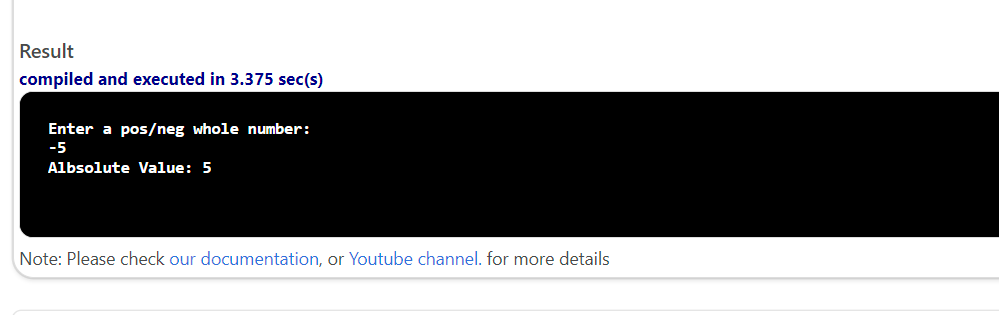 Result
compiled and executed in 3.375 sec(s)
Enter a pos/neg whole number:
-5
Albsolute Value: 5
Note: Please check our documentation, or Youtube channel. for more details